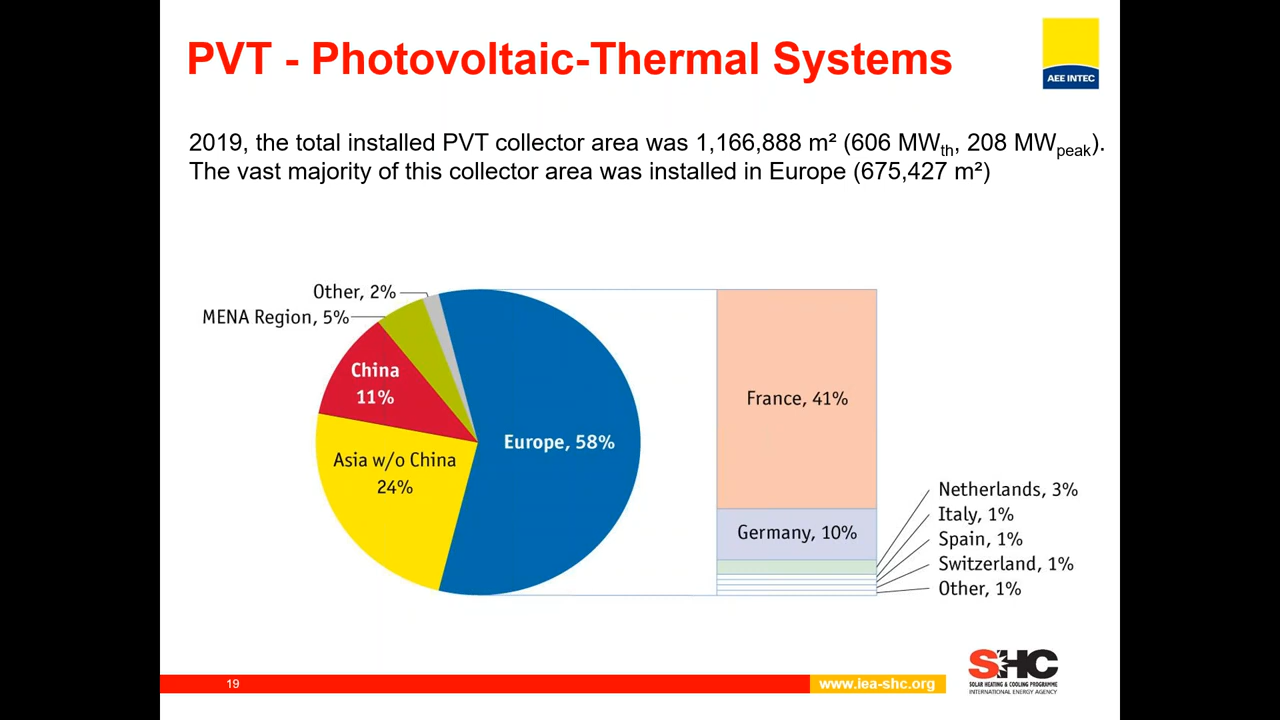 PVT - Photovoltaic-Thermal Systems
AEE INTEC
2019, the total installed PVT collector area was 1,166,888 m² (606 MWth, 208 MWpeak).
The vast majority of this collector area was installed in Europe (675,427 m²)
Other, 2%
MENA Region, 5%
China
11%
Asia w/o China
24%
Europe, 58%
France, 41%
Germany, 10%
Netherlands, 3%
Italy, 1%
Spain, 1%
Switzerland, 1%
Other, 1%
19
www.iea-shc.org
SHC
SOLAR HEATING & COOLING PROGRAMME
INTERNATIONAL ENERGY AGENCY